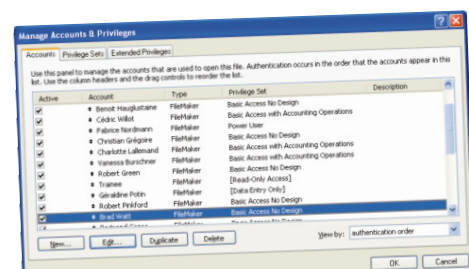 Manage Accounts & Privileges
Accounts Privilege Sets Extended Privileges
Use this panel to manage the accounts that are used to open this file. Authentication occurs in the order that the accounts appear in this
list. Use the column headers and the drag controls to reorder the list.
Active Account Type Privilege Set Description
Benoit Hauglustaine FileMaker Basic Access No Design
Cédric Willot FileMaker Basic Access with Accounting Operations
Fabrice Nordmann FileMaker Power User
Christian Grégoire FileMaker Basic Access No Design
Charlotte Lallemand FileMaker Basic Access with Accounting Operations
Vanessa Burschner FileMaker Basic Access with Accounting Operations
Robert Green FileMaker Basic Access No Design
Trainee FileMaker [Read-Only Access]
Géraldine Potin FileMaker [Data Entry Only]
Robert Pinkford FileMaker Basic Access No Design
Brad Watt FileMaker Basic Access No Design
New... Edit... Duplicate Delete View by: authentication order
OK Cancel